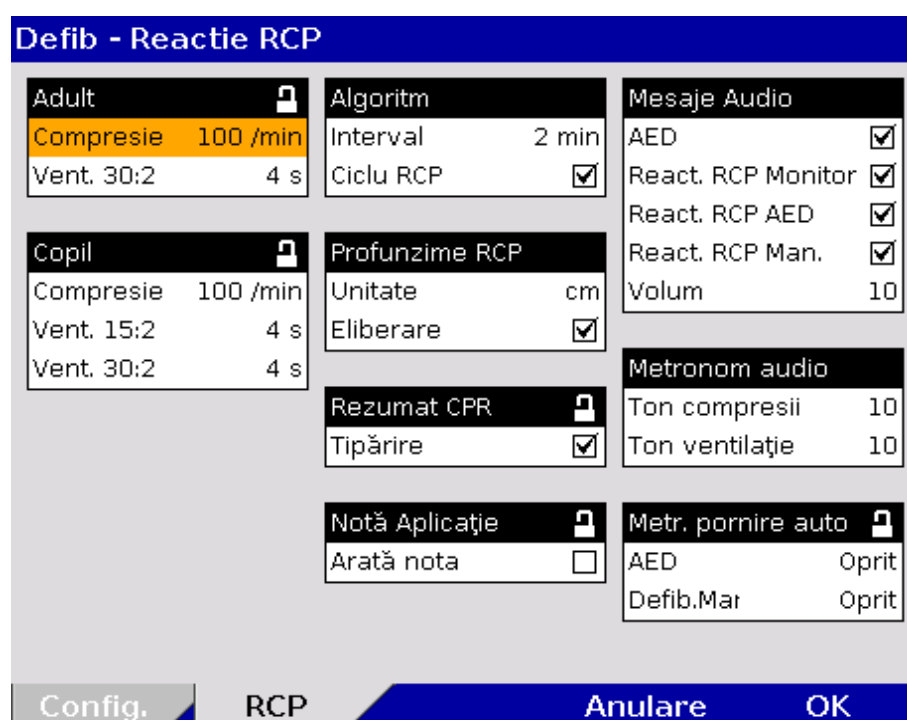 Defib - Reactie RCP
Adult
Compresie 100 /min
Vent. 30:2 4 s
Copil
Compresie 100 /min
Vent. 15:2 4 s
Vent. 30:2 4 s
Algoritm
Interval 2 min
Ciclu RCP
Profunzime RCP
Unitate cm
Eliberare
Rezumat CPR
Tipărire
Notă Aplicaţie
Arată nota
Mesaje Audio
AED
React. RCP Monitor
React. RCP AED
React. RCP Man.
Volum 10
Metronom audio
Ton compresii 10
Ton ventilaţie 10
Metr. pornire auto
AED Oprit
Defib.Mar Oprit
Config. RCP Anulare OK